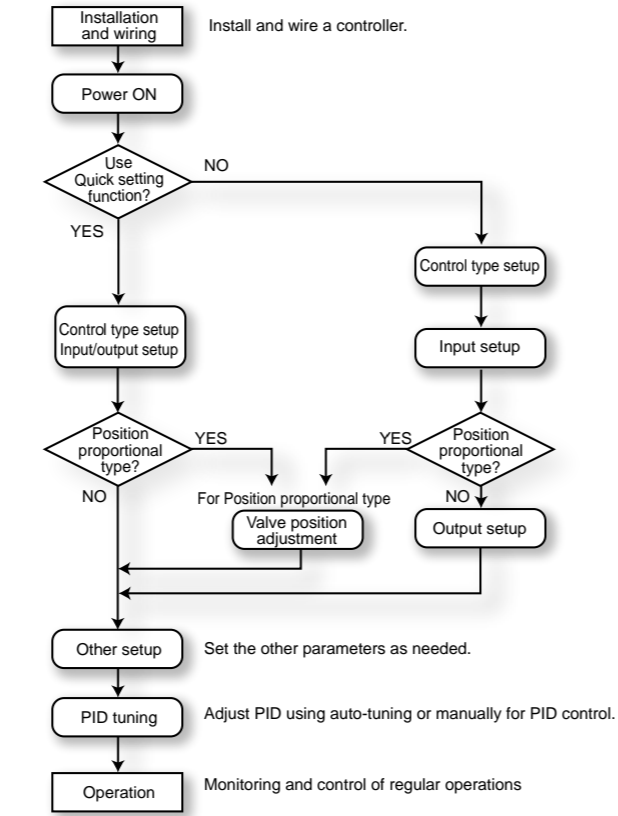 Installation
and wiring
Install and wire a controller.
Power ON
Use
Quick setting
function?
NO
YES
Control type setup
Control type setup
Input/output setup
Input setup
Position
proportional
type?
YES
YES
Position
proportional
type?
NO
For Position proportional type
NO
Valve position
adjustment
Output setup
Other setup
Set the other parameters as needed.
PID tuning
Adjust PID using auto-tuning or manually for PID control.
Operation
Monitoring and control of regular operations